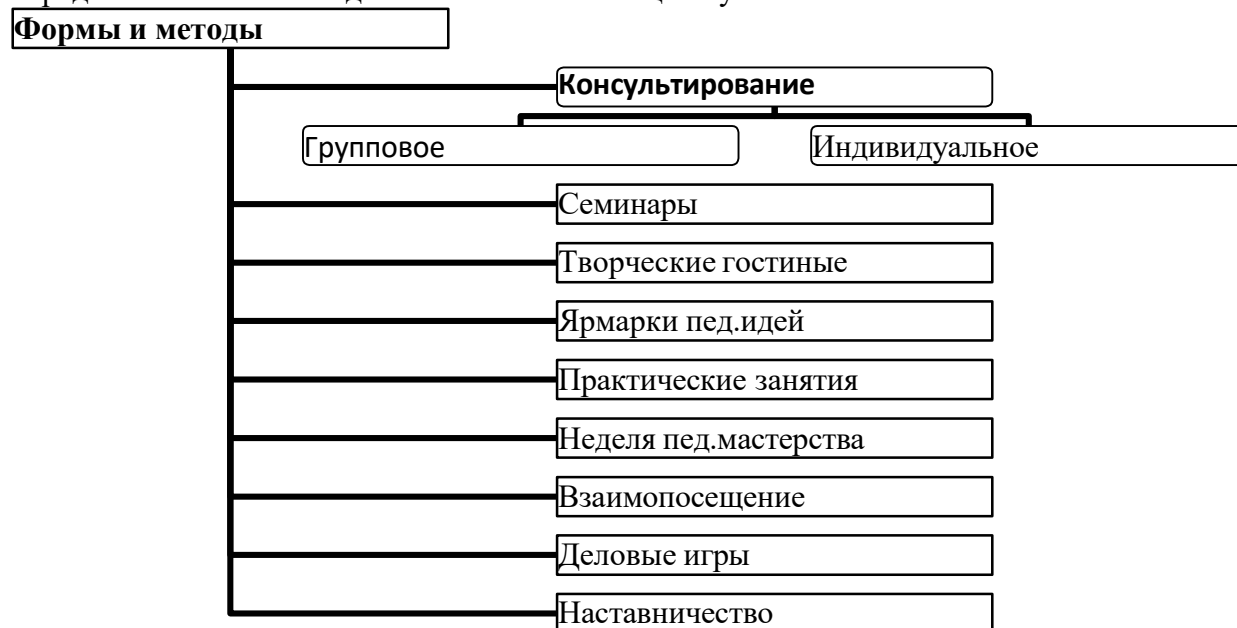 Формы и методы
Консультирование
Групповое
Индивидуальное
Семинары
Творческие гостиные
Ярмарки пед.идей
Практические занятия
Неделя пед.мастерства
Взаимопосещение
Деловые игры
Наставничество